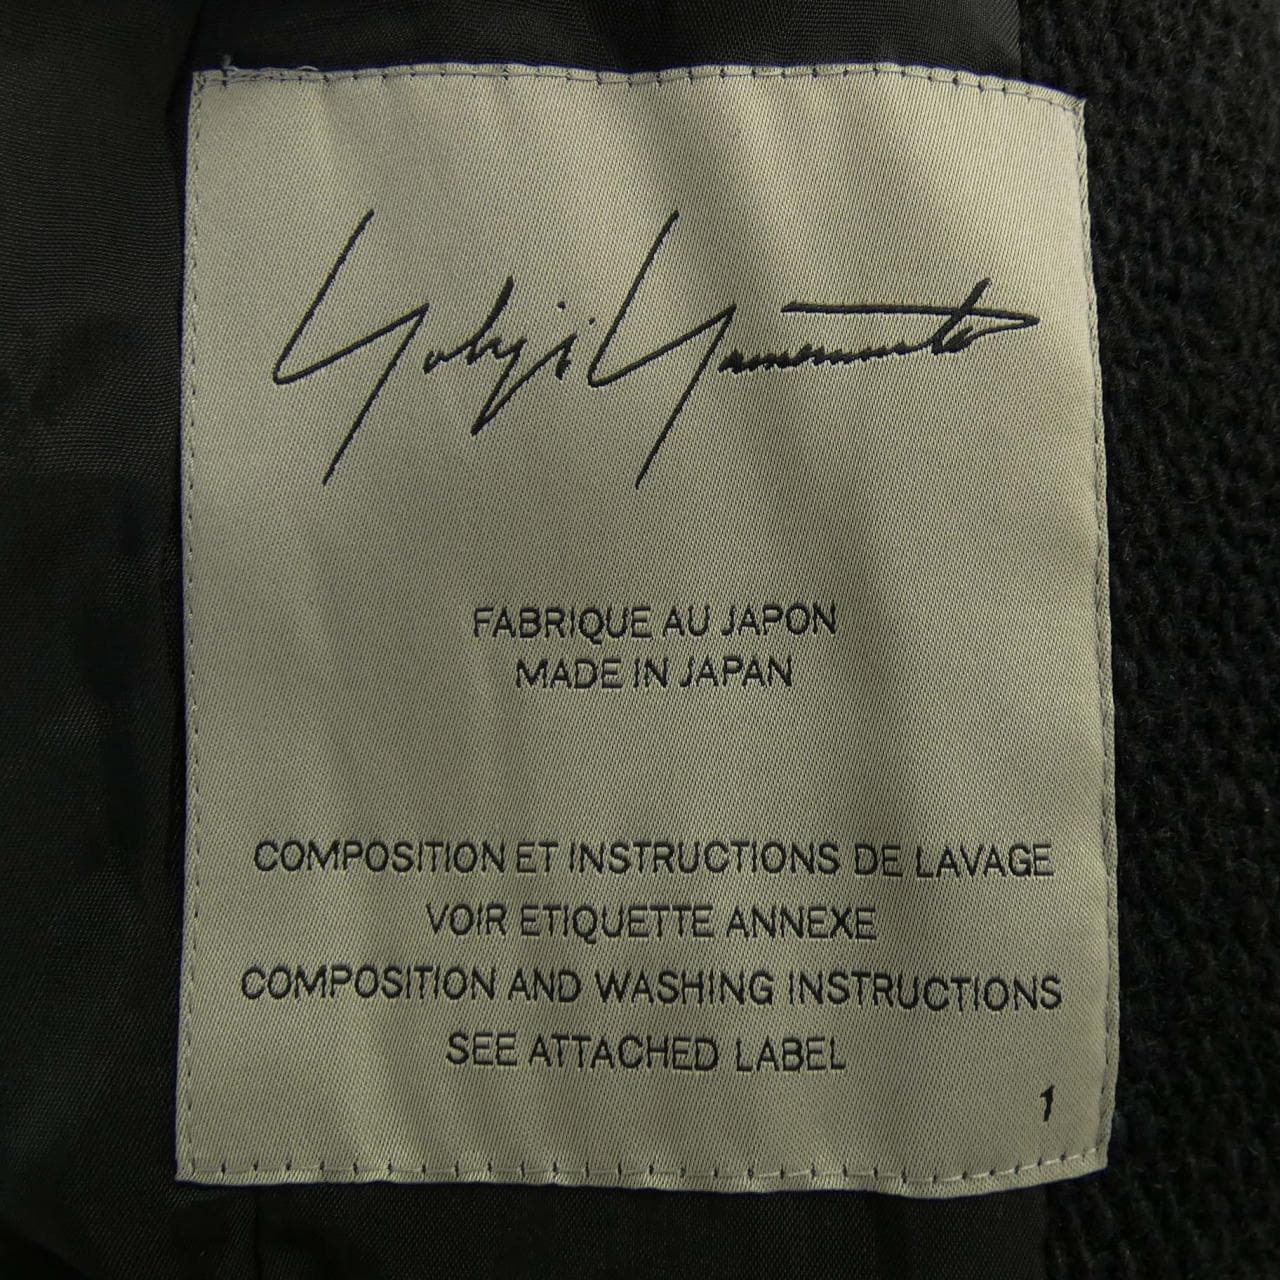 Yohji Yamamoto
FABRIQUE AU JAPON
MADE IN JAPAN
COMPOSITION ET INSTRUCTIONS DE LAVAGE
VOIR ETIQUETTE ANNEXE
COMPOSITION AND WASHING INSTRUCTIONS
SEE ATTACHED LABEL
1